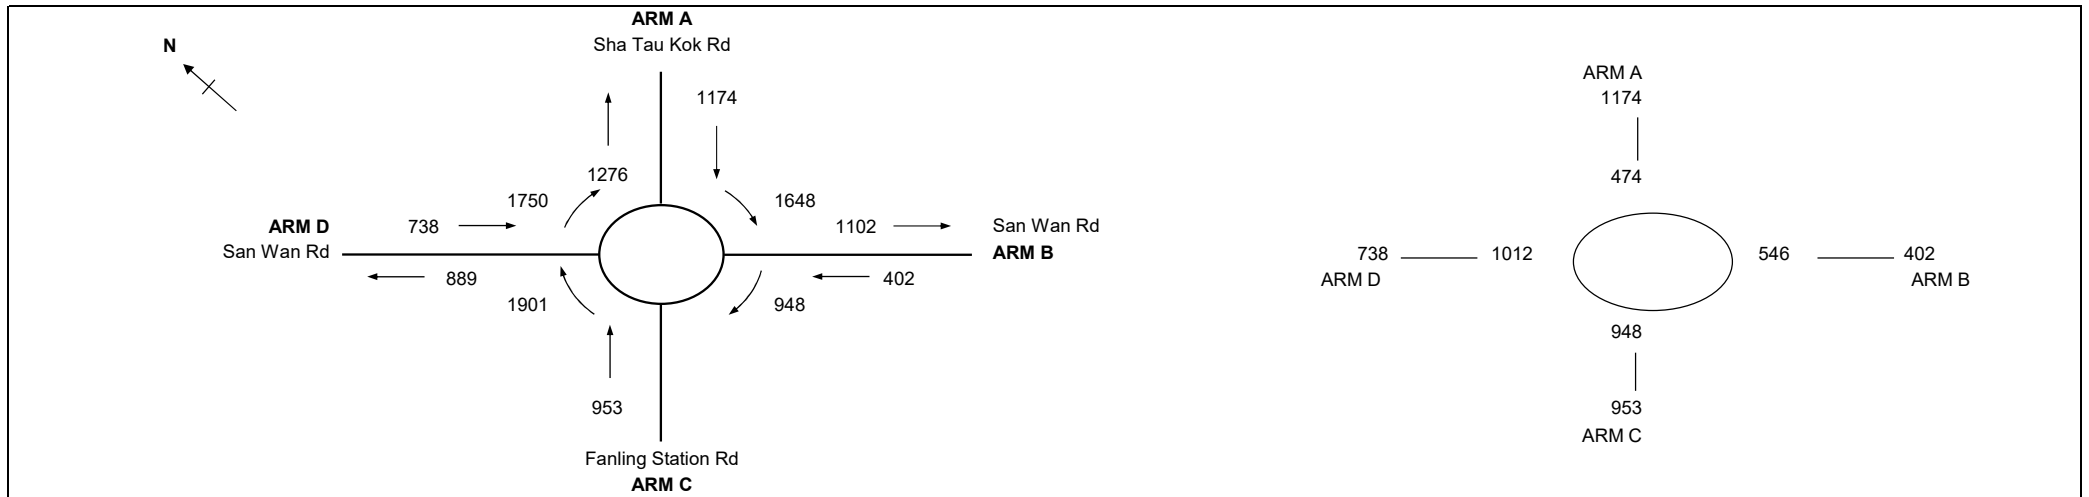 ARM A
Sha Tau Kok Rd
N
1174
1276
1750
1648
ARM D
San Wan Rd
738
1102
San Wan Rd
ARM B
889
402
1901
948
953
Fanling Station Rd
ARM C
ARM A
1174
474
738
1012
546
402
ARM D
ARM B
948
953
ARM C